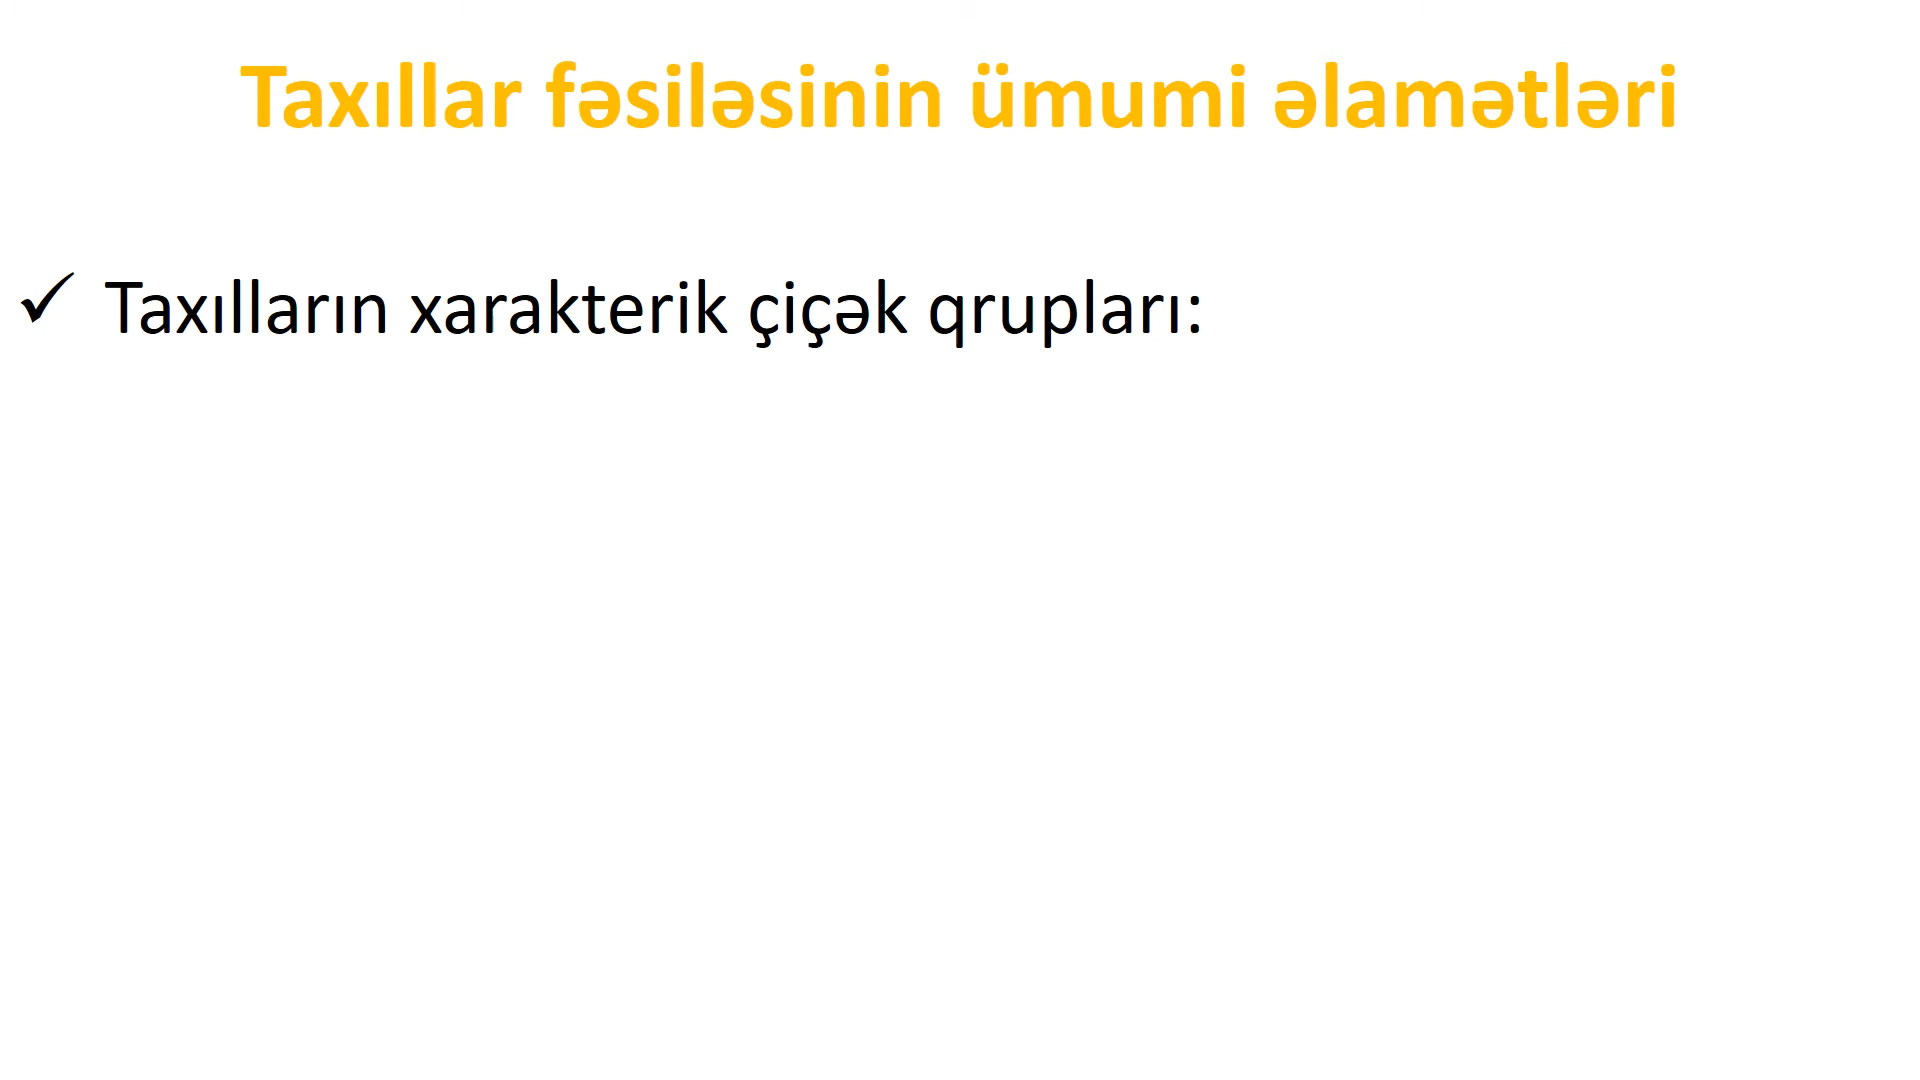 Taxıllar fəsiləsinin ümumi əlamətləri
✓ Taxılların xarakterik çiçək qrupları: